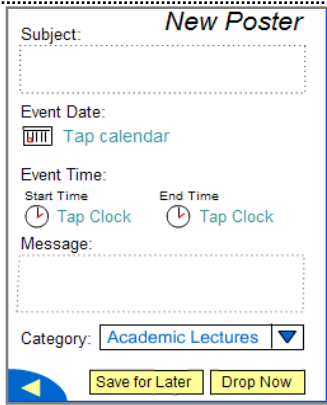 New Poster
Subject:
Event Date:
Tap calendar
Event Time:
Start Time End Time
Tap Clock Tap Clock
Message:
Category: Academic Lectures
Save for Later Drop Now